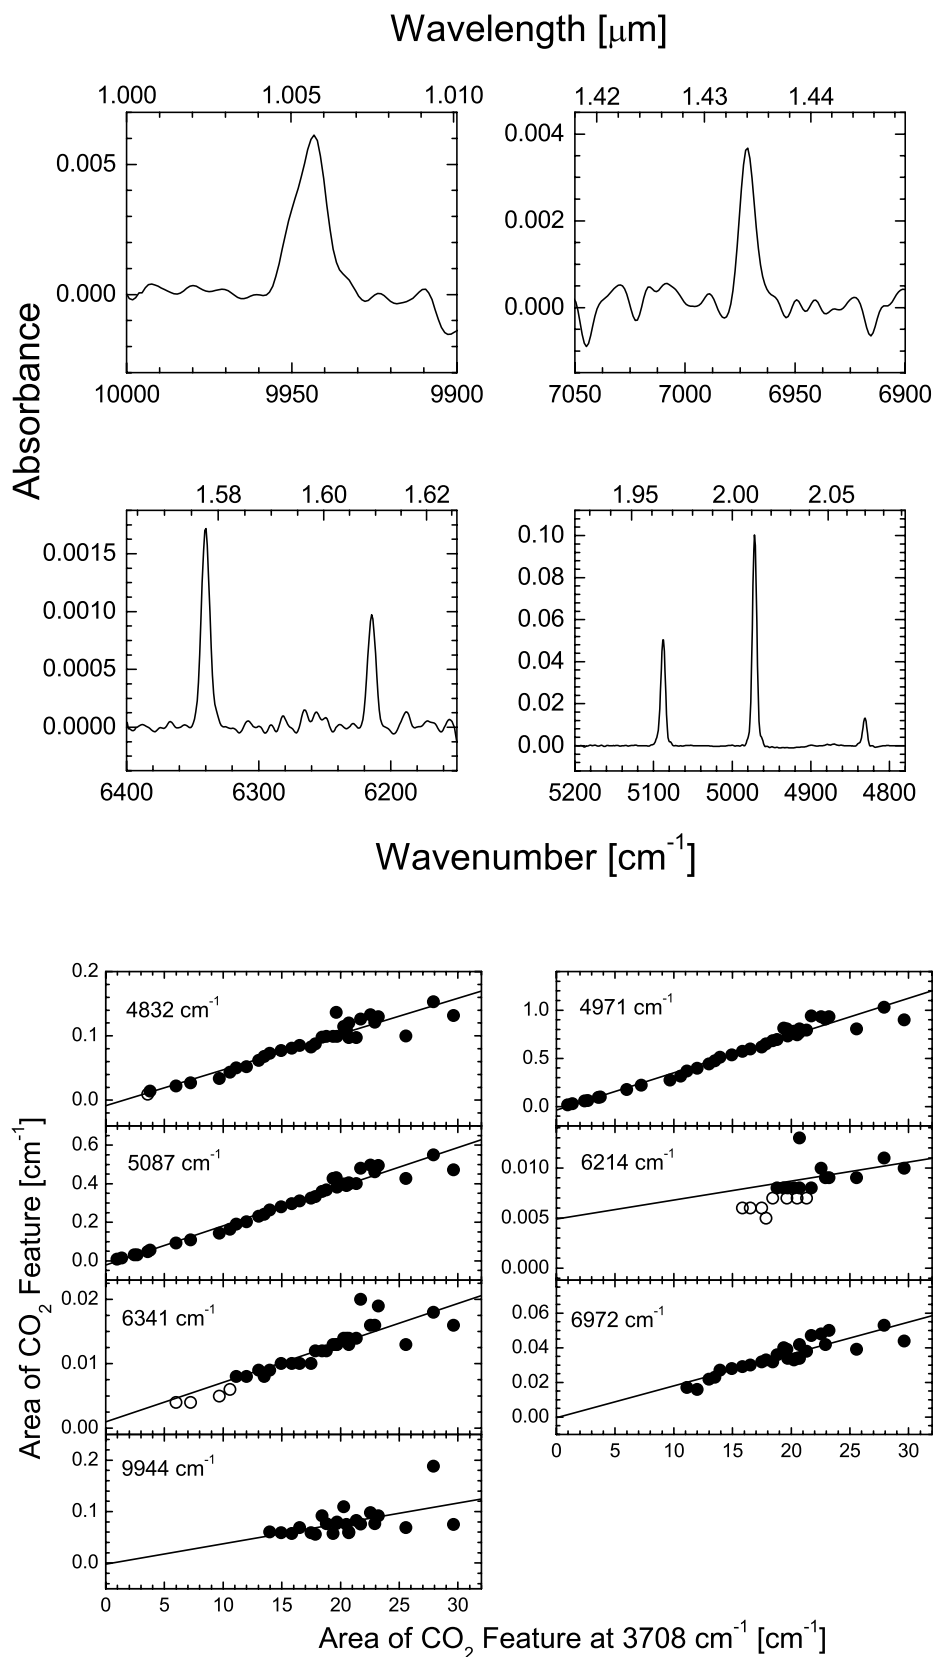 Wavelength [μm]
1.000 1.005 1.010
1.42 1.43 1.44
0.005
0.000
10000 9950 9900
0.004
0.002
0.000
7050 7000 6950 6900
Absorbance
1.58 1.60 1.62
1.95 2.00 2.05
0.0015
0.0010
0.0005
0.0000
6400 6300 6200
0.10
0.08
0.06
0.04
0.02
0.00
5200 5100 5000 4900 4800
Wavenumber [cm⁻¹]
Area of CO₂ Feature [cm⁻¹]
4832 cm⁻¹
0.2
0.1
0.0
4971 cm⁻¹
1.0
0.5
0.0
5087 cm⁻¹
0.6
0.4
0.2
0.0
6214 cm⁻¹
0.010
0.005
0.000
6341 cm⁻¹
0.02
0.01
0.00
6972 cm⁻¹
0.06
0.04
0.02
0.00
0 5 10 15 20 25 30
9944 cm⁻¹
0.2
0.1
0.0
0 5 10 15 20 25 30
Area of CO₂ Feature at 3708 cm⁻¹ [cm⁻¹]